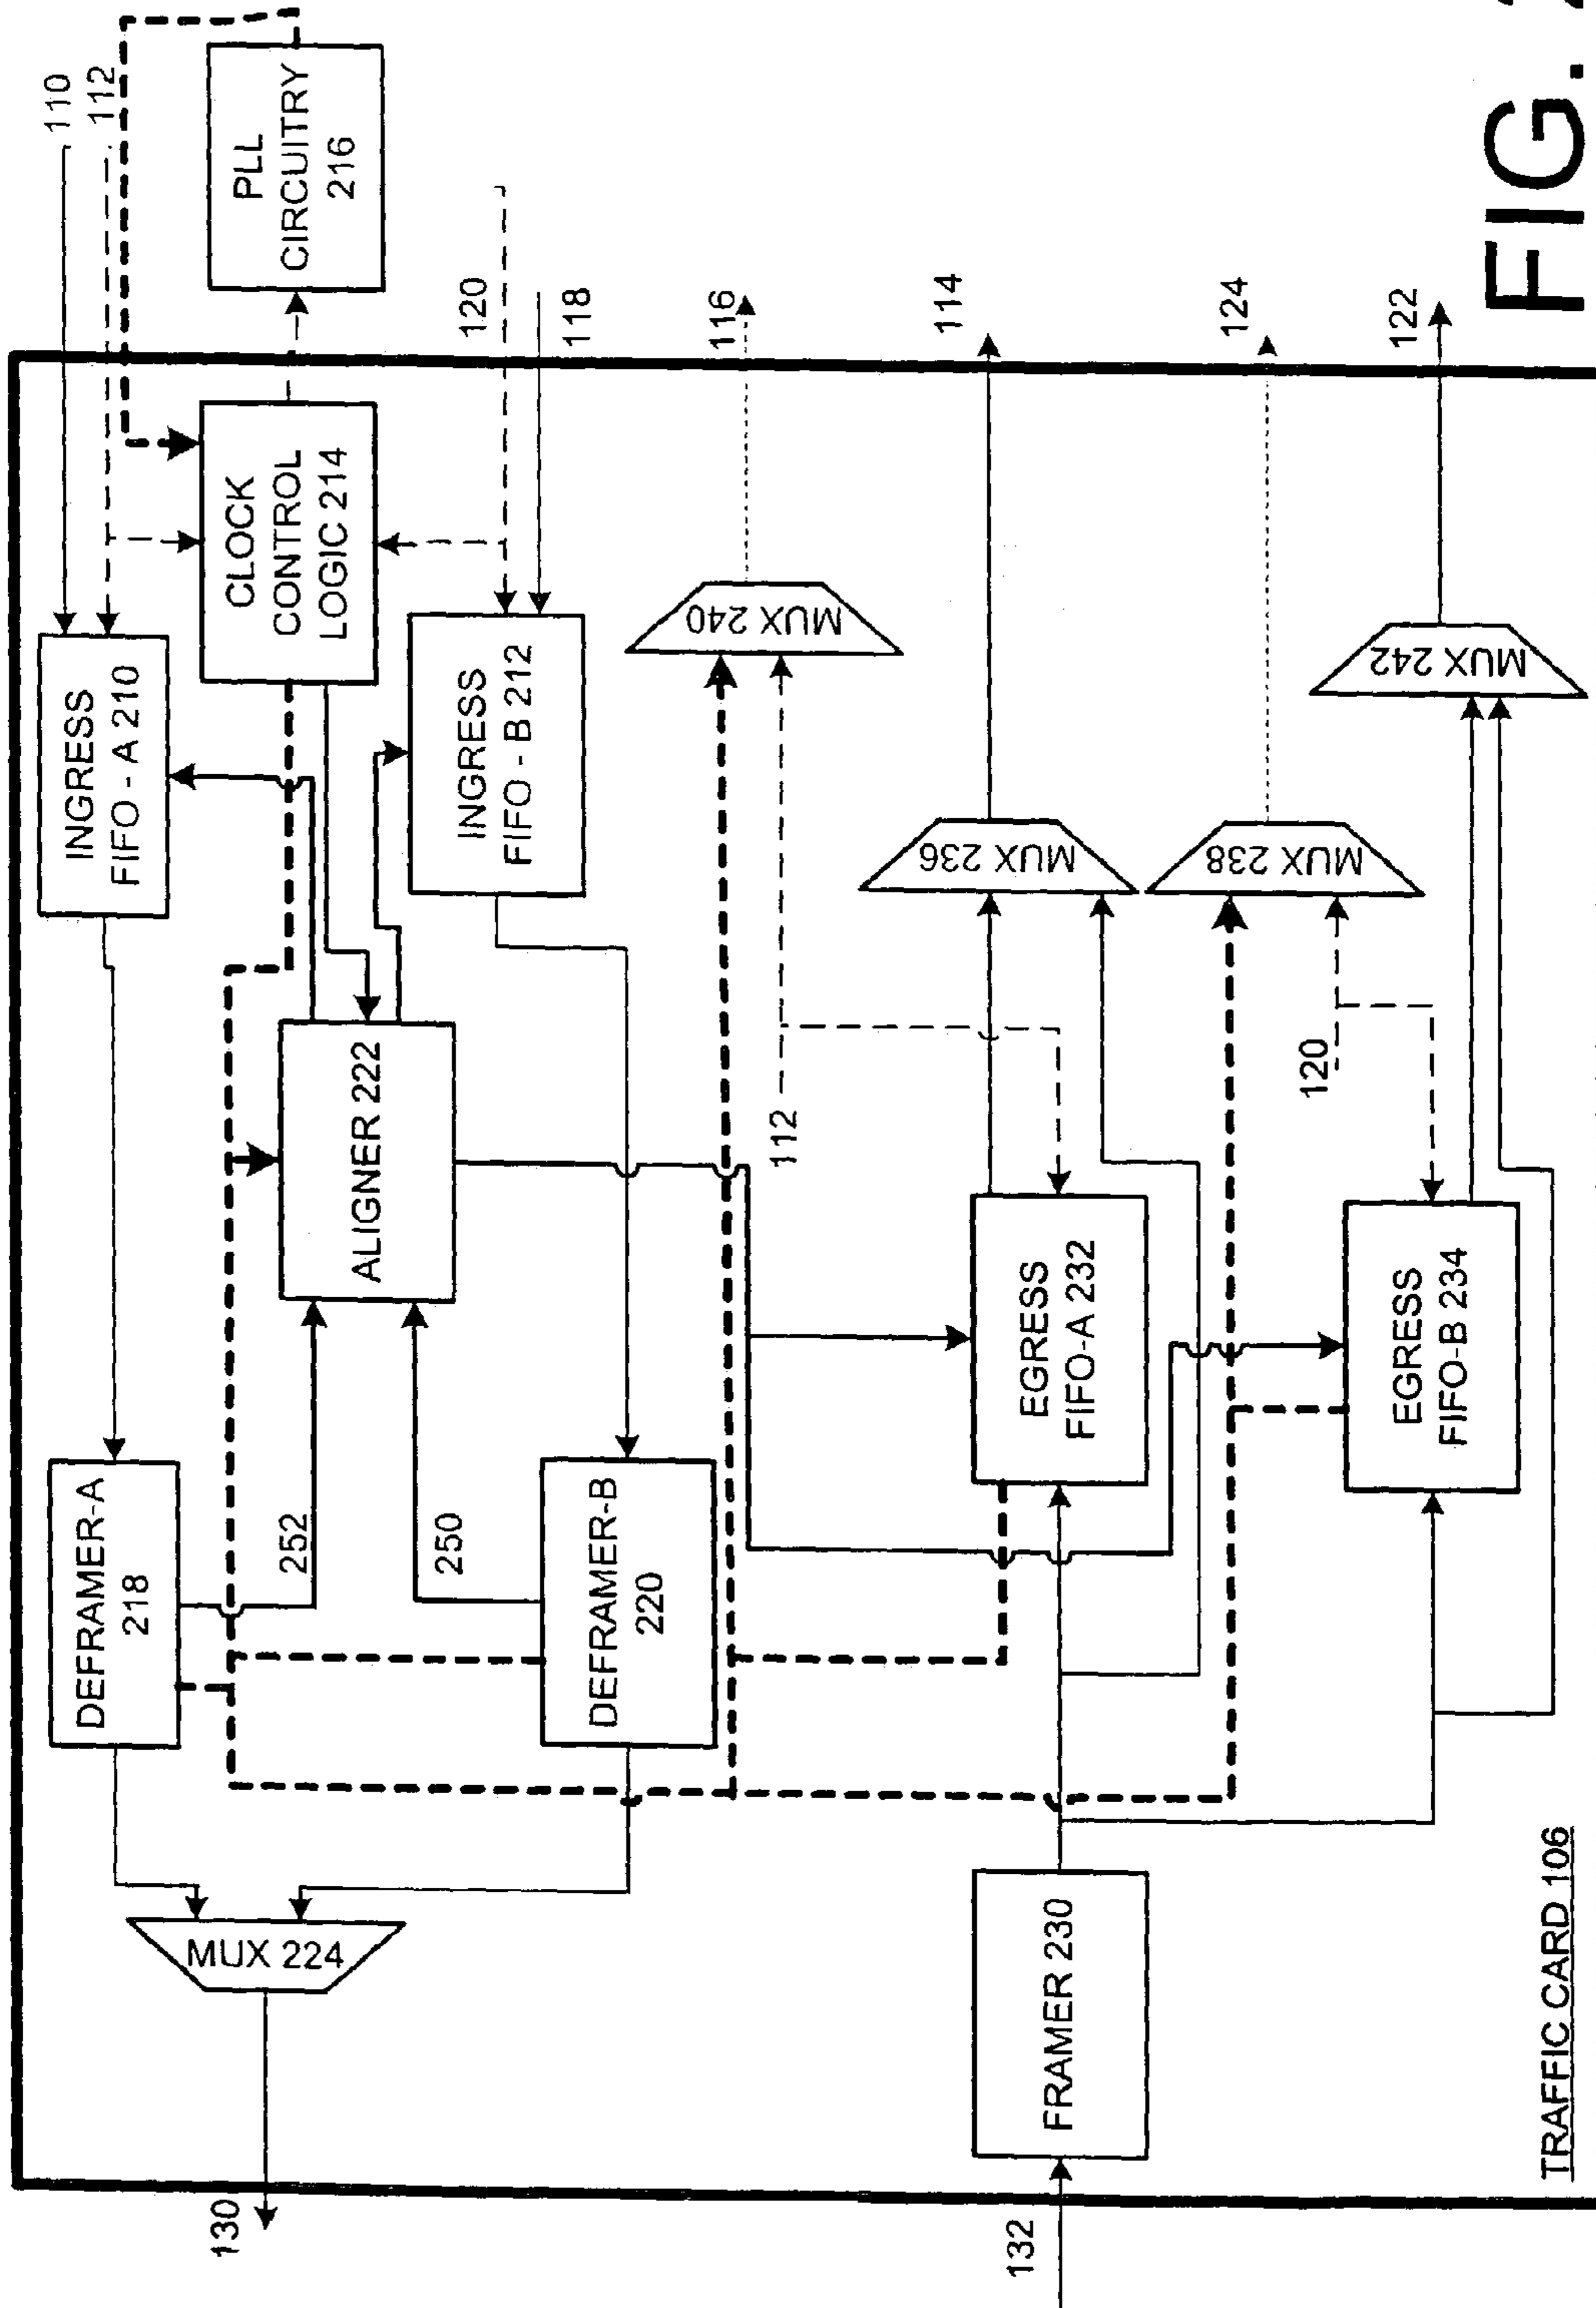 110
112
PLL
CIRCUITRY
216
INGRESS
FIFO - A 210
CLOCK
CONTROL
LOGIC 214
120
118
INGRESS
FIFO - B 212
DEFRAMER-A
218
252
ALIGNER 222
250
DEFRAMER-B
220
MUX 224
130
MUX 240
116
112
MUX 236
114
EGRESS
FIFO-A 232
MUX 238
124
120
EGRESS
FIFO-B 234
MUX 242
122
FRAMER 230
132
TRAFFIC CARD 106
FIG.